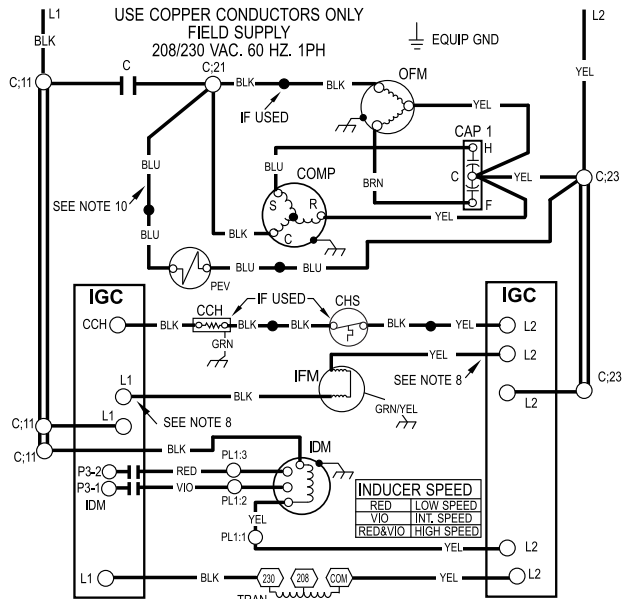 L1
USE COPPER CONDUCTORS ONLY
FIELD SUPPLY
208/230 VAC. 60 HZ. 1PH
EQUIP GND
L2
BLK
YEL
C;11
C
C;21
BLK
BLK
IF USED
OFM
YEL
CAP 1
H
C
F
BLU
BLU
COMP
S
R
C
BRN
YEL
YEL
C;23
SEE NOTE 10
BLU
BLK
PEV
BLU
BLU
IGC
IGC
CCH
BLK
CCH
GRN
IF USED
BLK
BLK
CHS
BLK
YEL
L2
YEL
L2
SEE NOTE 8
L1
BLK
IFM
GRN/YEL
L2
C;23
C;11
L1
SEE NOTE 8
C;11
BLK
IDM
P3-2
RED
PL1:3
P3-1
VIO
PL1:2
IDM
YEL
PL1:1
INDUCER SPEED
RED LOW SPEED
VIO INT. SPEED
RED&VIO HIGH SPEED
YEL
L2
L1
BLK
230
208
COM
YEL
L2
TRAN